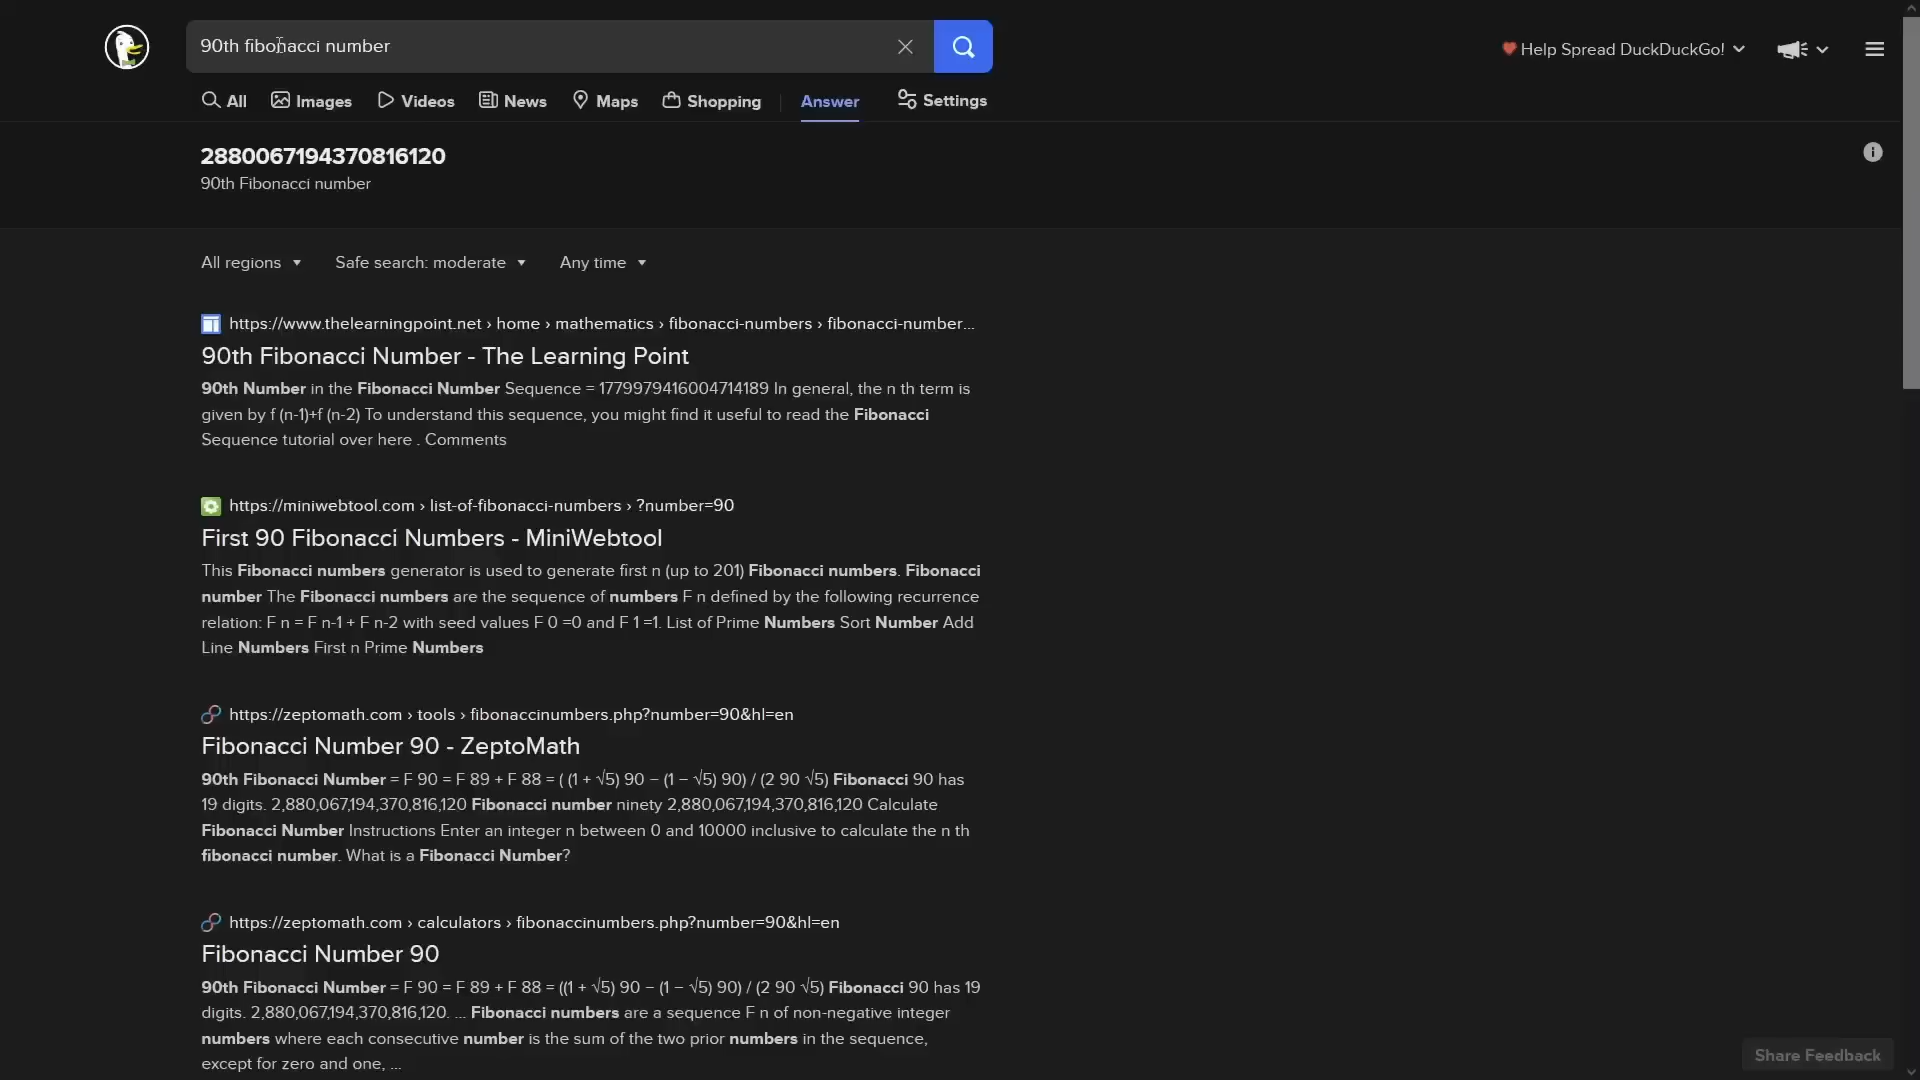 90th fibonacci number
Help Spread DuckDuckGo!
All Images Videos News Maps Shopping Answer Settings
2880067194370816120
90th Fibonacci number
All regions Safe search: moderate Any time
https://www.thelearningpoint.net › home › mathematics › fibonacci-numbers › fibonacci-number...
90th Fibonacci Number - The Learning Point
90th Number in the Fibonacci Number Sequence = 1779979416004714189 In general, the n th term is
given by f (n-1)+f (n-2) To understand this sequence, you might find it useful to read the Fibonacci
Sequence tutorial over here . Comments
https://miniwebtool.com › list-of-fibonacci-numbers › ?number=90
First 90 Fibonacci Numbers - MiniWebtool
This Fibonacci numbers generator is used to generate first n (up to 201) Fibonacci numbers. Fibonacci
number The Fibonacci numbers are the sequence of numbers F n defined by the following recurrence
relation: F n = F n-1 + F n-2 with seed values F 0 =0 and F 1 =1. List of Prime Numbers Sort Number Add
Line Numbers First n Prime Numbers
https://zeptomath.com › tools › fibonaccinumbers.php?number=90&hl=en
Fibonacci Number 90 - ZeptoMath
90th Fibonacci Number = F 90 = F 89 + F 88 = ( (1 + √5) 90 − (1 − √5) 90) / (2 90 √5) Fibonacci 90 has
19 digits. 2,880,067,194,370,816,120 Fibonacci number ninety 2,880,067,194,370,816,120 Calculate
Fibonacci Number Instructions Enter an integer n between 0 and 10000 inclusive to calculate the n th
fibonacci number. What is a Fibonacci Number?
https://zeptomath.com › calculators › fibonaccinumbers.php?number=90&hl=en
Fibonacci Number 90
90th Fibonacci Number = F 90 = F 89 + F 88 = ((1 + √5) 90 − (1 − √5) 90) / (2 90 √5) Fibonacci 90 has 19
digits. 2,880,067,194,370,816,120. ... Fibonacci numbers are a sequence F n of non-negative integer
numbers where each consecutive number is the sum of the two prior numbers in the sequence,
except for zero and one, ...
Share Feedback